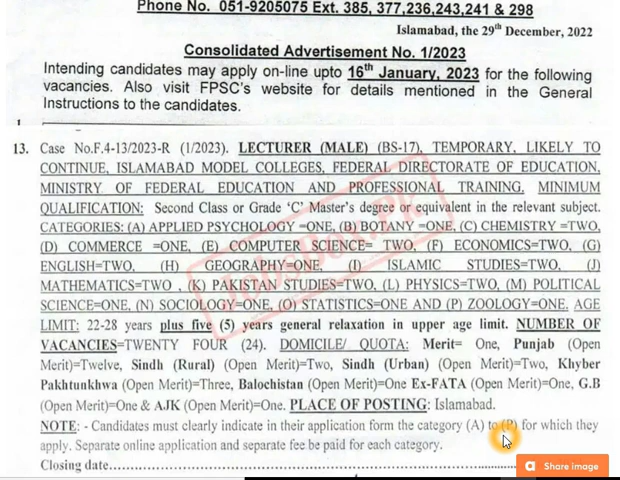 Phone No. 051-9205075 Ext. 385, 377,236,243,241 & 298
Islamabad, the 29th December, 2022
Consolidated Advertisement No. 1/2023
Intending candidates may apply on-line upto 16th January, 2023 for the following
vacancies. Also visit FPSC's website for details mentioned in the General
Instructions to the candidates.
1
13. Case No.F.4-13/2023-R (1/2023). LECTURER (MALE) (BS-17), TEMPORARY, LIKELY TO
CONTINUE, ISLAMABAD MODEL COLLEGES, FEDERAL DIRECTORATE OF EDUCATION,
MINISTRY OF FEDERAL EDUCATION AND PROFESSIONAL TRAINING. MINIMUM
QUALIFICATION: Second Class or Grade 'C' Master's degree or equivalent in the relevant subject.
CATEGORIES: (A) APPLIED PSYCHOLOGY =ONE, (B) BOTANY =ONE, (C) CHEMISTRY =TWO,
(D) COMMERCE =ONE, (E) COMPUTER SCIENCE= TWO, (F) ECONOMICS=TWO, (G)
ENGLISH=TWO, (H) GEOGRAPHY=ONE, (I) ISLAMIC STUDIES=TWO, (J)
MATHEMATICS=TWO , (K) PAKISTAN STUDIES=TWO, (L) PHYSICS=TWO, (M) POLITICAL
SCIENCE=ONE, (N) SOCIOLOGY=ONE, (O) STATISTICS=ONE AND (P) ZOOLOGY=ONE. AGE
LIMIT: 22-28 years plus five (5) years general relaxation in upper age limit. NUMBER OF
VACANCIES=TWENTY FOUR (24). DOMICILE/ QUOTA: Merit= One, Punjab (Open
Merit)=Twelve, Sindh (Rural) (Open Merit)=Two, Sindh (Urban) (Open Merit)=Two, Khyber
Pakhtunkhwa (Open Merit)=Three, Balochistan (Open Merit)=One Ex-FATA (Open Merit)=One, G.B
(Open Merit)=One & AJK (Open Merit)=One. PLACE OF POSTING: Islamabad.
NOTE: - Candidates must clearly indicate in their application form the category (A) to (P) for which they
apply. Separate online application and separate fee be paid for each category.
Closing date
JobsBox.Pk
Share image